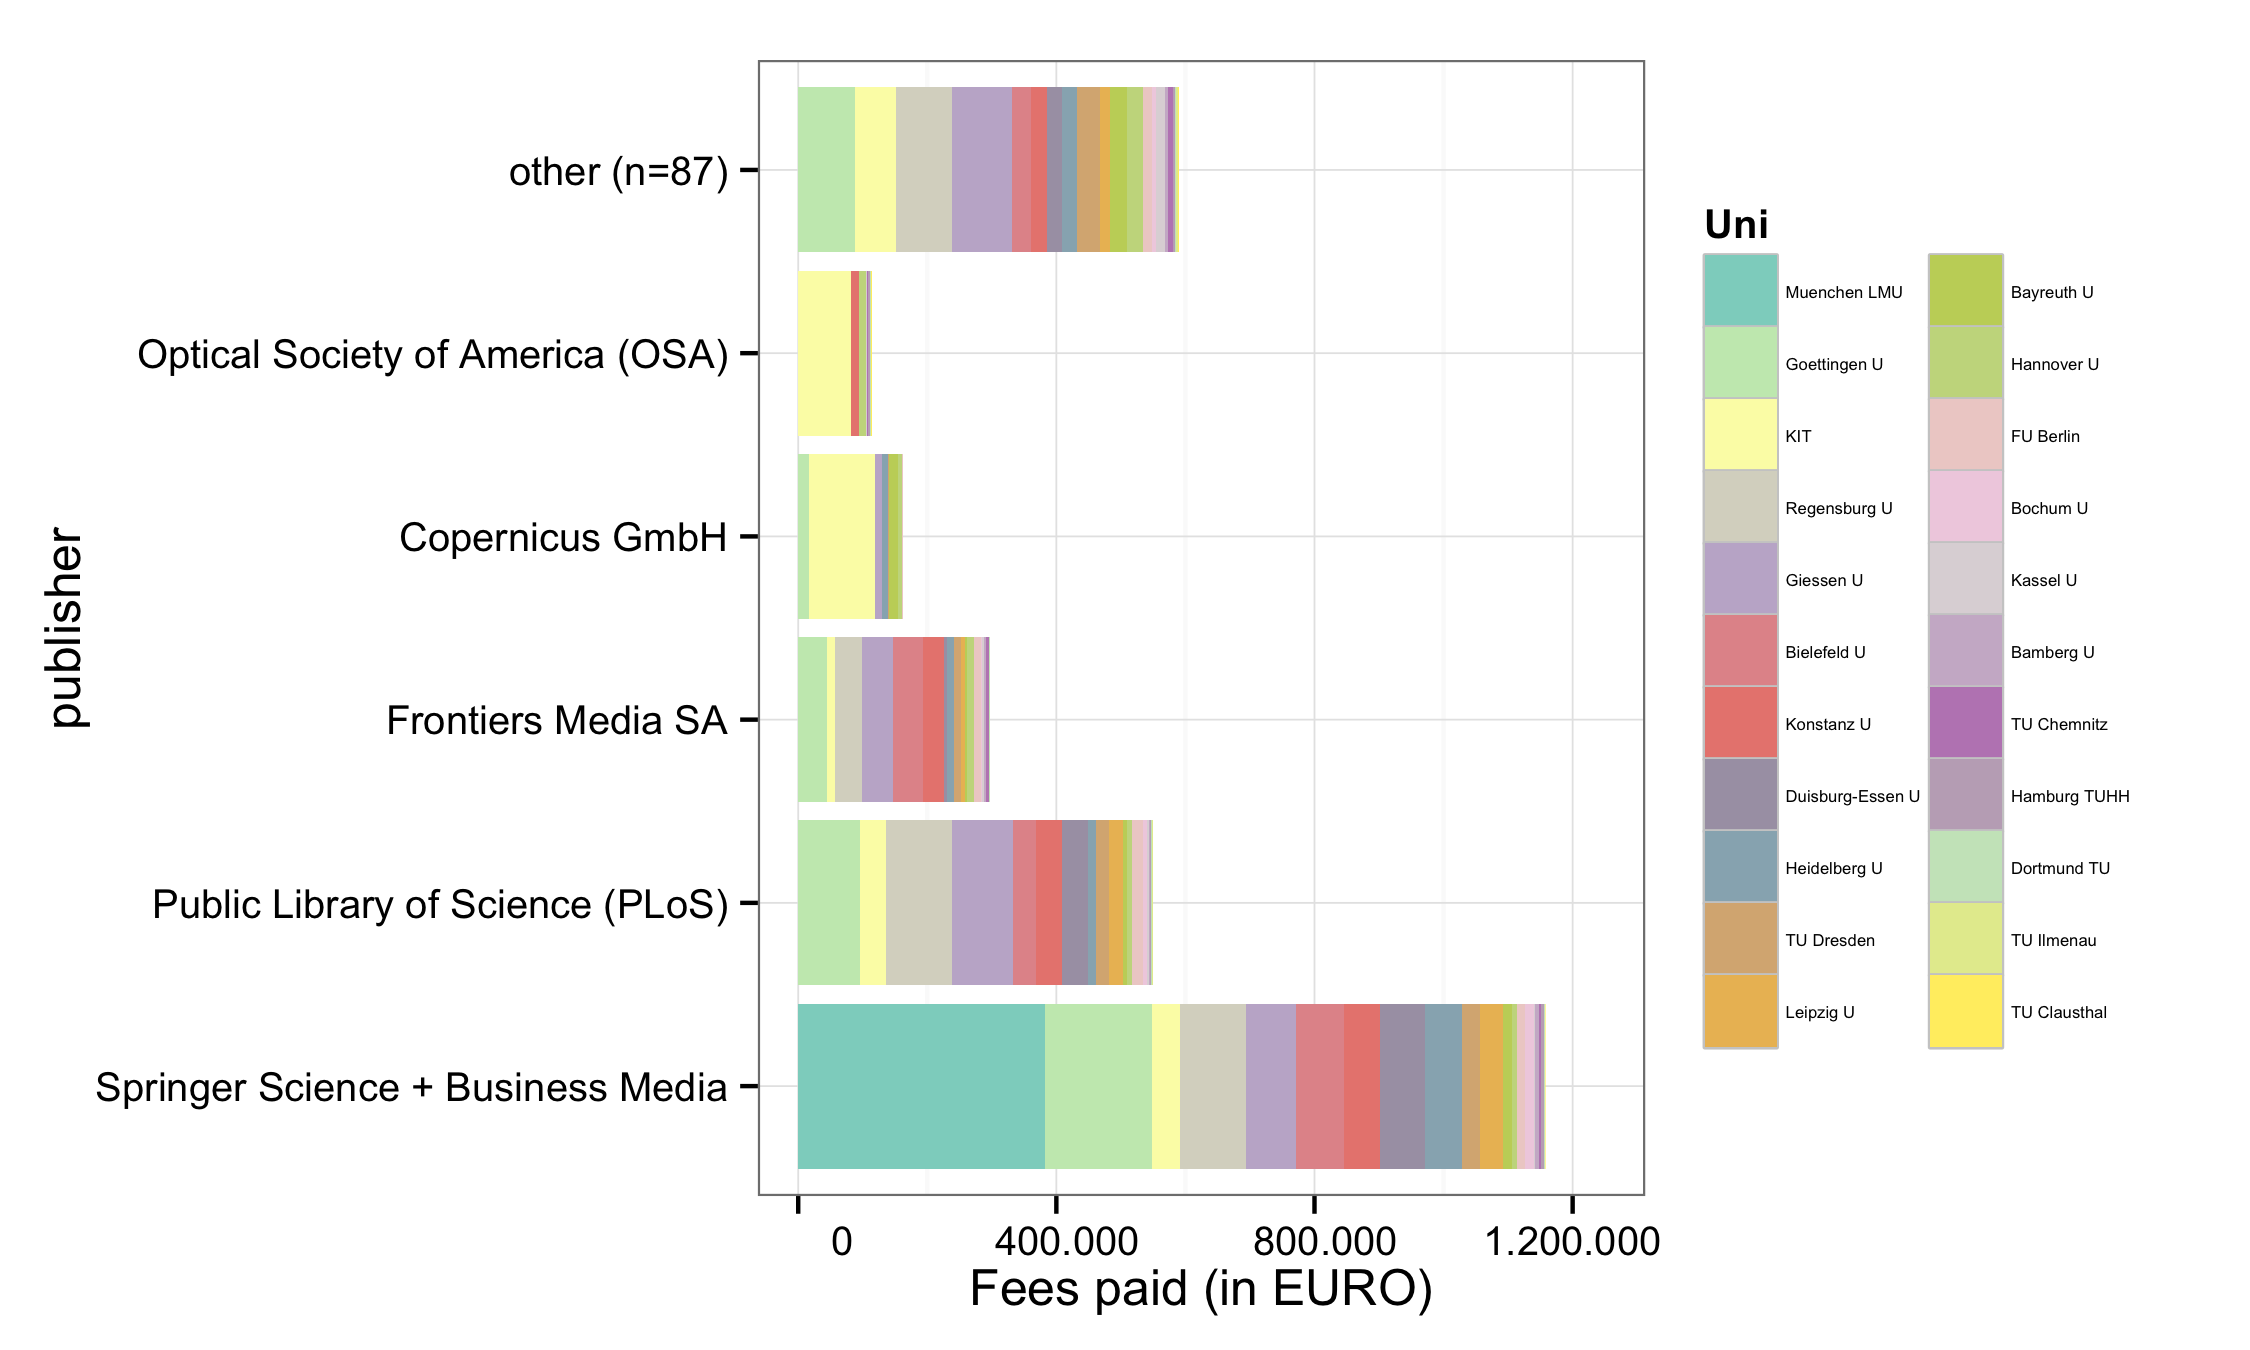 publisher
other (n=87)
Optical Society of America (OSA)
Copernicus GmbH
Frontiers Media SA
Public Library of Science (PLoS)
Springer Science + Business Media
0
400.000
800.000
1.200.000
Fees paid (in EURO)
Uni
Muenchen LMU
Goettingen U
KIT
Regensburg U
Giessen U
Bielefeld U
Konstanz U
Duisburg-Essen U
Heidelberg U
TU Dresden
Leipzig U
Bayreuth U
Hannover U
FU Berlin
Bochum U
Kassel U
Bamberg U
TU Chemnitz
Hamburg TUHH
Dortmund TU
TU Ilmenau
TU Clausthal